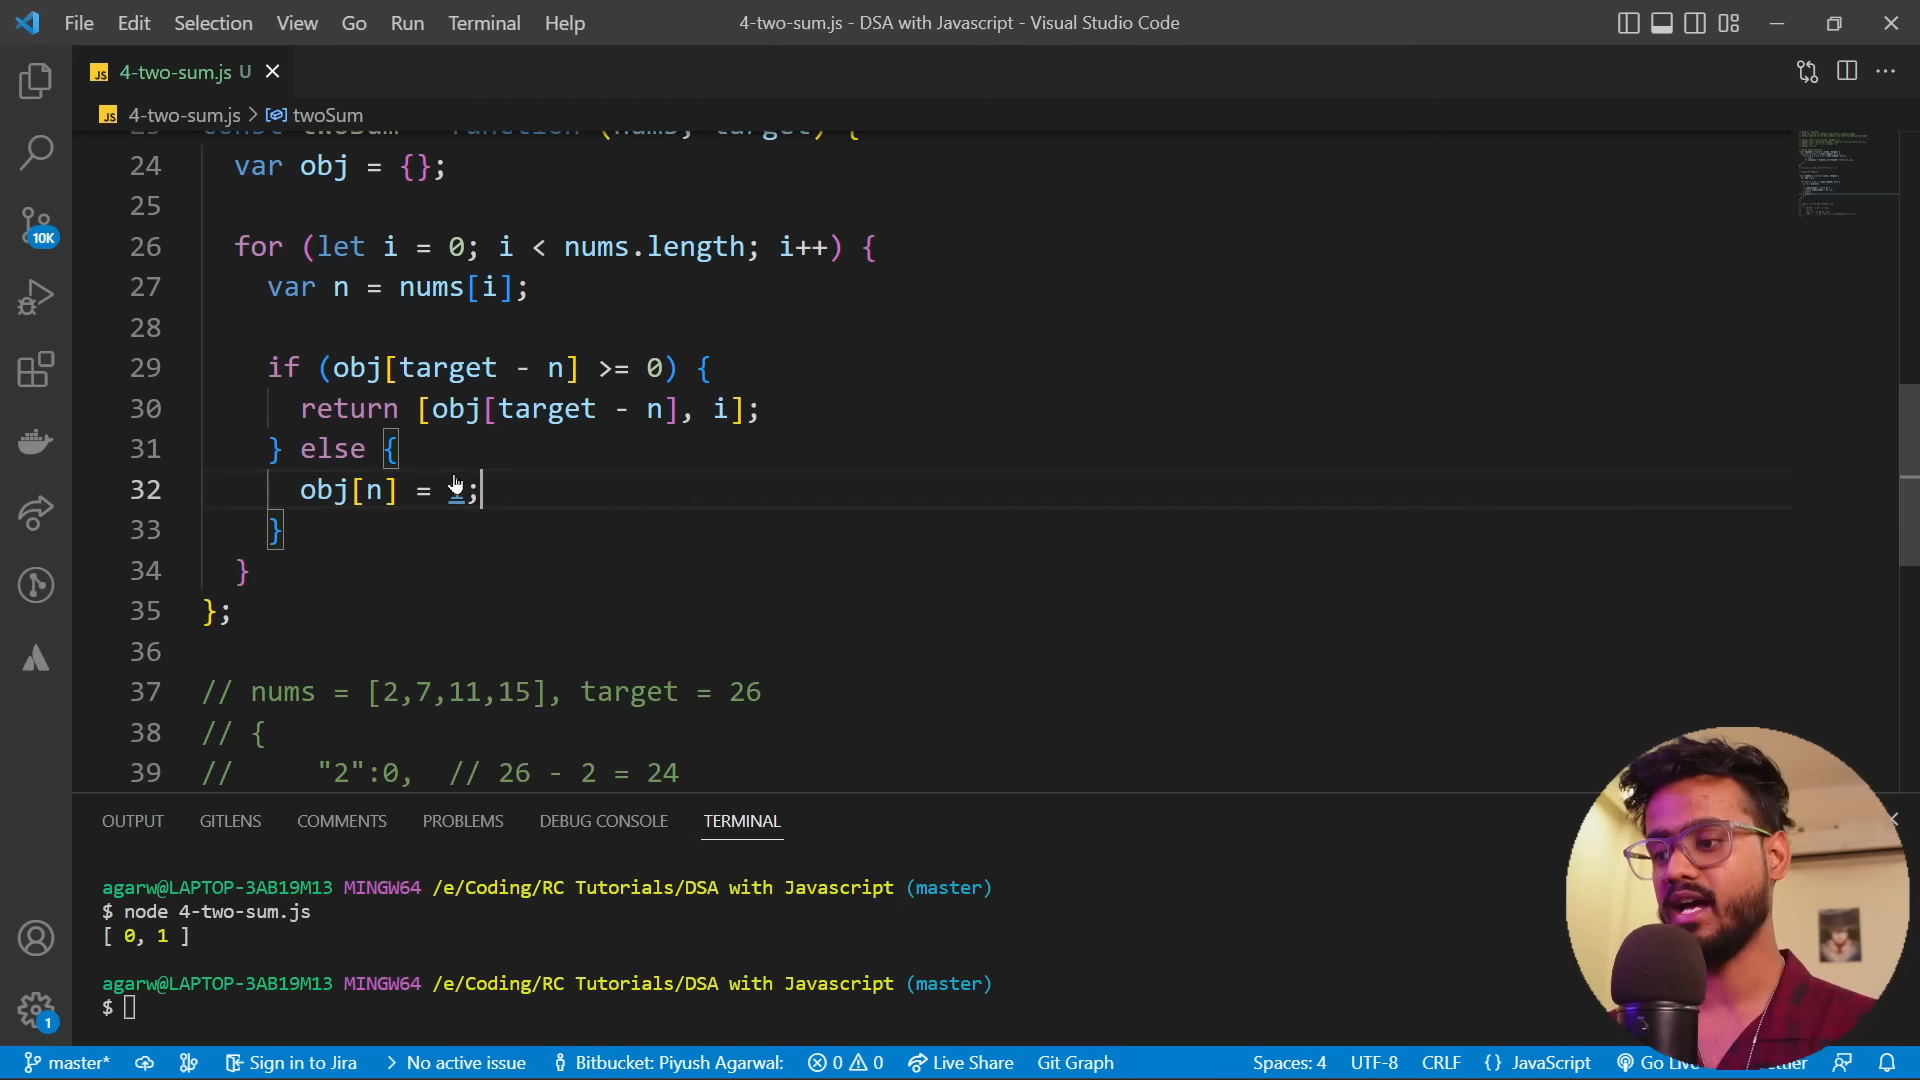 File Edit Selection View Go Run Terminal Help
4-two-sum.js - DSA with Javascript - Visual Studio Code
JS 4-two-sum.js U
JS 4-two-sum.js > twoSum
24 var obj = {};
25
26 for (let i = 0; i < nums.length; i++) {
27 var n = nums[i];
28
29 if (obj[target - n] >= 0) {
30 return [obj[target - n], i];
31 } else {
32 obj[n] = i;
33 }
34 }
35 };
36
37 // nums = [2,7,11,15], target = 26
38 // {
39 // "2":0, // 26 - 2 = 24
10K
OUTPUT GITLENS COMMENTS PROBLEMS DEBUG CONSOLE TERMINAL
agarw@LAPTOP-3AB19M13 MINGW64 /e/Coding/RC Tutorials/DSA with Javascript (master)
$ node 4-two-sum.js
[ 0, 1 ]
agarw@LAPTOP-3AB19M13 MINGW64 /e/Coding/RC Tutorials/DSA with Javascript (master)
$
1
master* Sign in to Jira No active issue Bitbucket: Piyush Agarwal: 0 0 Live Share Git Graph Spaces: 4 UTF-8 CRLF {} JavaScript Go